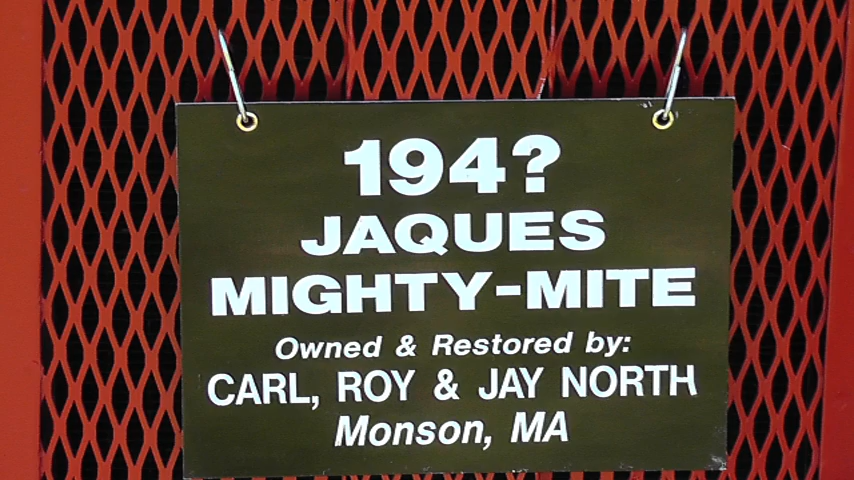 194?
JAQUES
MIGHTY-MITE
Owned & Restored by:
CARL, ROY & JAY NORTH
Monson, MA